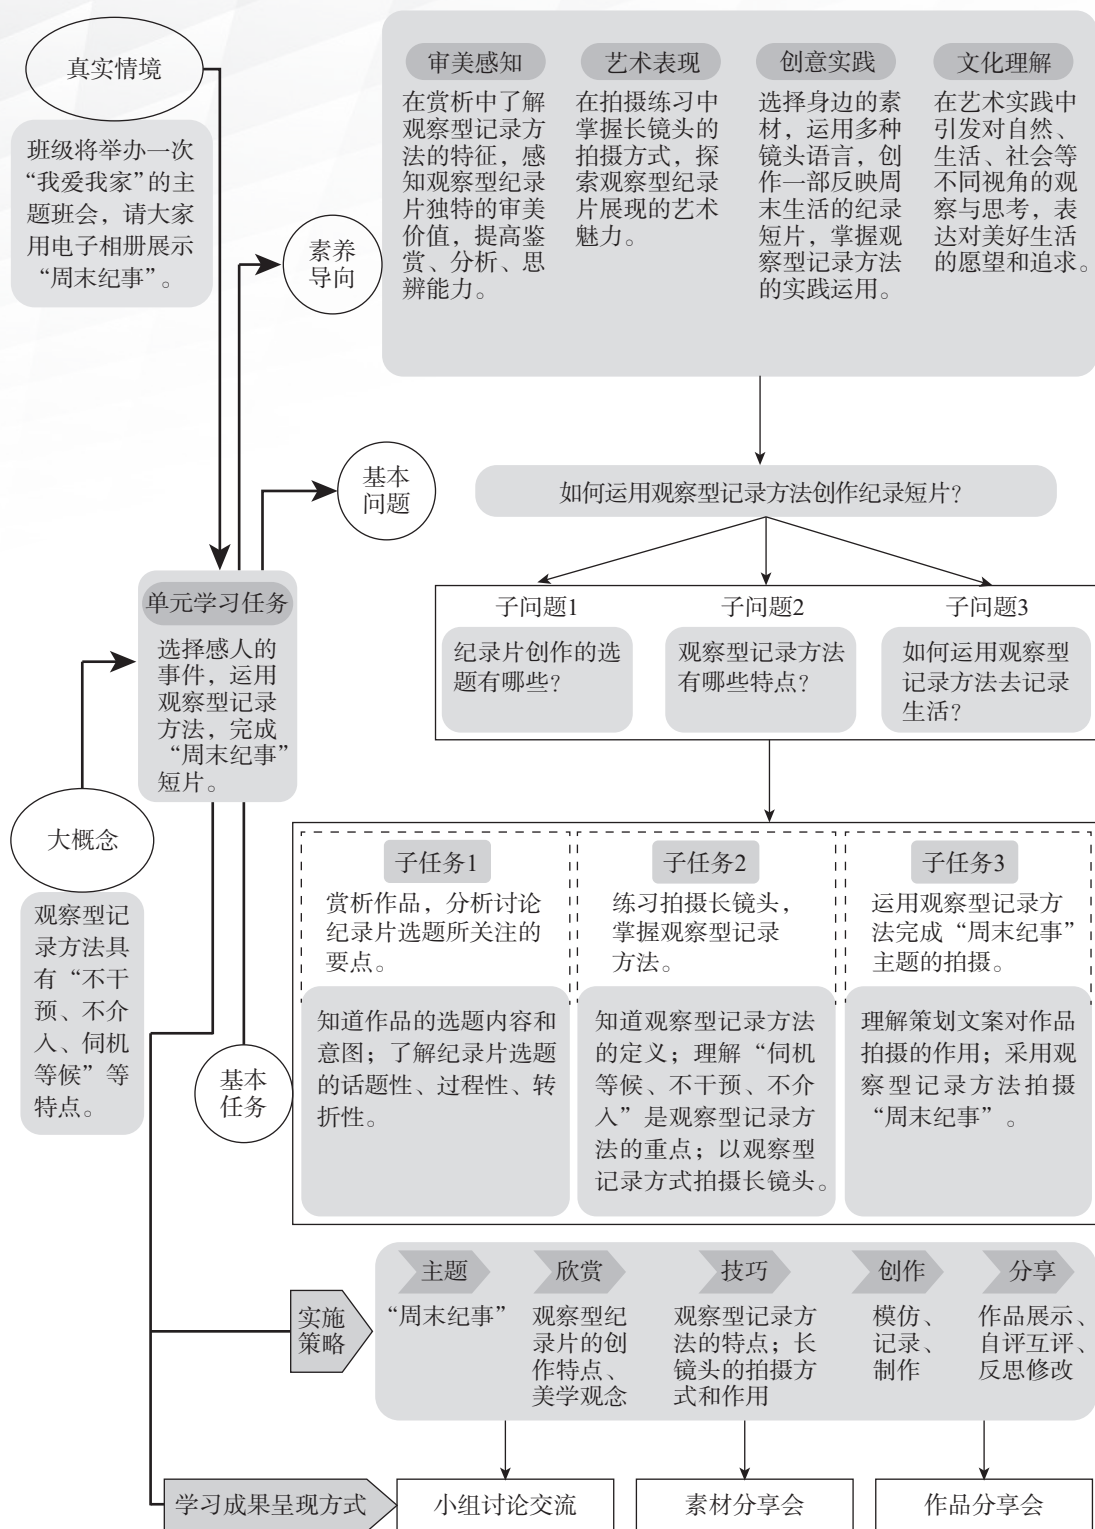 真实情境
班级将举办一次
“我爱我家”的主
题班会，请大家
用电子相册展示
“周末纪事”。
素养
导向
审美感知
在赏析中了解
观察型记录方
法的特征，感
知观察型纪录
片独特的审美
价值，提高鉴
赏、分析、思
辨能力。
艺术表现
在拍摄练习中
掌握长镜头的
拍摄方式，探
索观察型纪录
片展现的艺术
魅力。
创意实践
选择身边的素
材，运用多种
镜头语言，创
作一部反映周
末生活的纪录
短片，掌握观
察型记录方法
的实践运用。
文化理解
在艺术实践中
引发对自然、
生活、社会等
不同视角的观
察与思考，表
达对美好生活
的愿望和追求。
基本
问题
如何运用观察型记录方法创作纪录短片？
子问题1
纪录片创作的选
题有哪些？
子问题2
观察型记录方法
有哪些特点？
子问题3
如何运用观察型
记录方法去记录
生活？
单元学习任务
选择感人的
事件，运用
观察型记录
方法，完成
“周末纪事”
短片。
大概念
观察型记
录方法具
有“不干
预、不介
入、伺机
等候”等
特点。
基本
任务
子任务1
赏析作品，分析讨论
纪录片选题所关注的
要点。
知道作品的选题内容和
意图；了解纪录片选题
的话题性、过程性、转
折性。
子任务2
练习拍摄长镜头，
掌握观察型记录
方法。
知道观察型记录方法
的定义；理解“伺机
等候、不干预、不介
入”是观察型记录方
法的重点；以观察型
记录方式拍摄长镜头。
子任务3
运用观察型记录方
法完成“周末纪事”
主题的拍摄。
理解策划文案对作品
拍摄的作用；采用观
察型记录方法拍摄
“周末纪事”。
实施
策略
主题
“周末纪事”
欣赏
观察型纪
录片的创
作特点、
美学观念
技巧
观察型记录方
法的特点；长
镜头的拍摄方
式和作用
创作
模仿、
记录、
制作
分享
作品展示、
自评互评、
反思修改
学习成果呈现方式
小组讨论交流
素材分享会
作品分享会